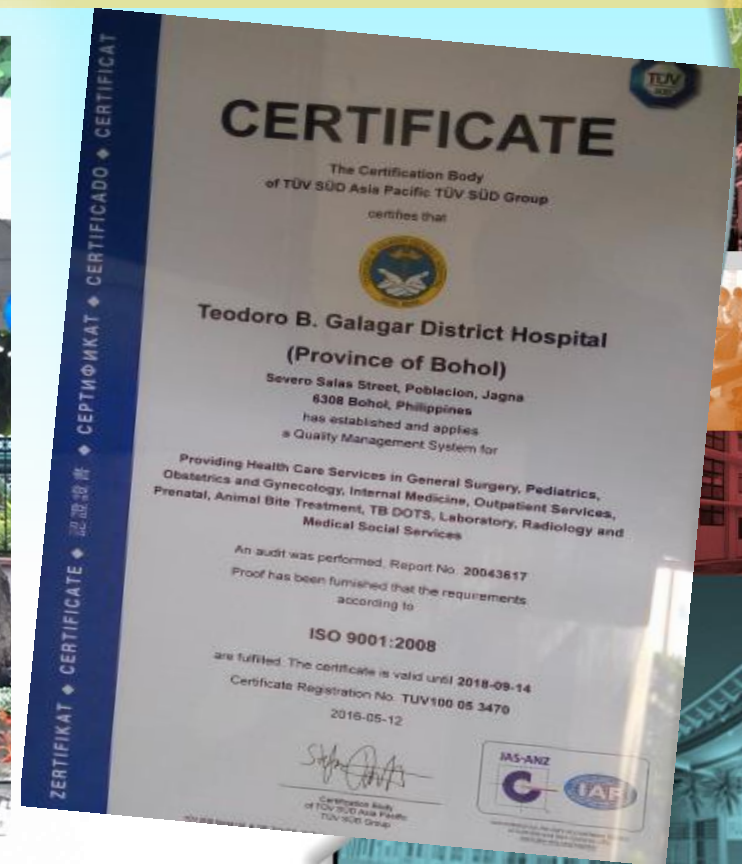 ZERTIFIKAT ◆ CERTIFICATE ◆ 認證證書 ◆ СЕРТИФИКАТ ◆ CERTIFICADO ◆ CERTIFICAT
TÜV
SÜD
CERTIFICATE
The Certification Body
of TÜV SÜD Asia Pacific TÜV SÜD Group
certifies that
Teodoro B. Galagar District Hospital
(Province of Bohol)
Severo Salas Street, Poblacion, Jagna
6308 Bohol, Philippines
has established and applies
a Quality Management System for
Providing Health Care Services in General Surgery, Pediatrics,
Obstetrics and Gynecology, Internal Medicine, Outpatient Services,
Prenatal, Animal Bite Treatment, TB DOTS, Laboratory, Radiology and
Medical Social Services
An audit was performed, Report No. 20043617
Proof has been furnished that the requirements
according to
ISO 9001:2008
are fulfilled. The certificate is valid until 2018-09-14
Certificate Registration No. TUV100 05 3470
2016-05-12
Certification Body
of TÜV SÜD Asia Pacific
TÜV SÜD Group
JAS-ANZ
IAF